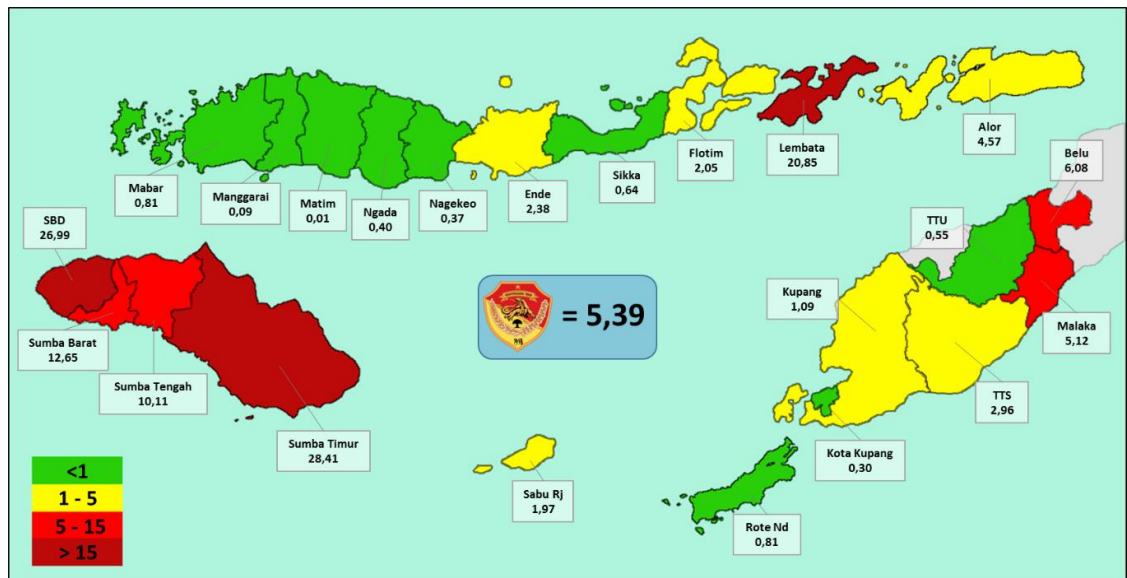 Mabar
0,81
Manggarai
0,09
Matim
0,01
Ngada
0,40
Nagekeo
0,37
Ende
2,38
Sikka
0,64
Flotim
2,05
Lembata
20,85
Alor
4,57
Belu
6,08
SBD
26,99
TTU
0,55
= 5,39
Kupang
1,09
Malaka
5,12
Sumba Barat
12,65
Sumba Tengah
10,11
Sumba Timur
28,41
TTS
2,96
Kota Kupang
0,30
Sabu Rj
1,97
Rote Nd
0,81
<1
1 - 5
5 - 15
> 15